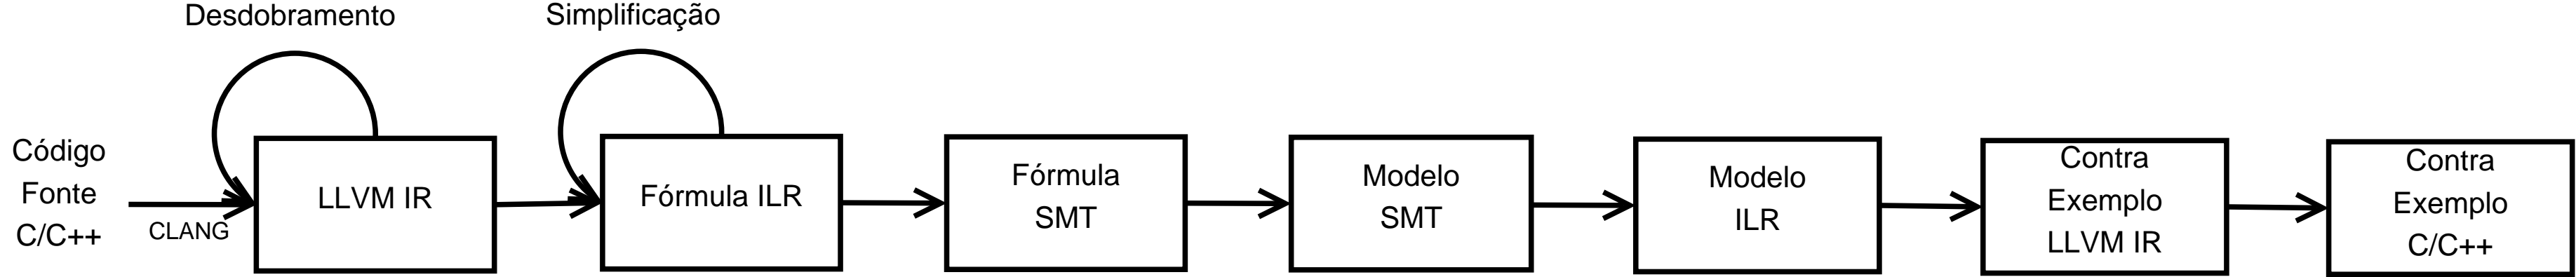 Desdobramento
Simplificação
Código
Fonte
C/C++
CLANG
LLVM IR
Fórmula ILR
Fórmula
SMT
Modelo
SMT
Modelo
ILR
Contra
Exemplo
LLVM IR
Contra
Exemplo
C/C++